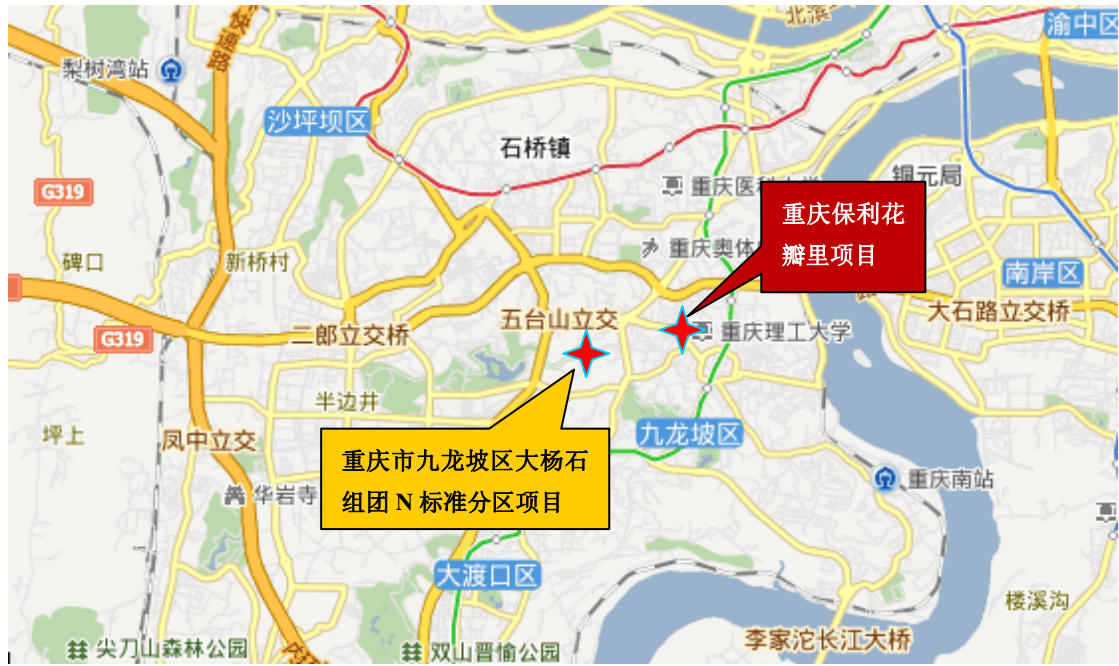 北滨
渝中区
快速路
梨树湾站
沙坪坝区
石桥镇
铜元局
G319
重庆医科大学
重庆保利花
瓣里项目
重庆奥体
碑口
新桥村
南岸区
大石路立交桥
G319
二郎立交桥
五台山立交
重庆理工大学
半边井
坪上
凤中立交
九龙坡区
重庆市九龙坡区大杨石
组团 N 标准分区项目
华岩寺
重庆南站
大渡口区
楼溪沟
尖刀山森林公园
双山晋愉公园
李家沱长江大桥